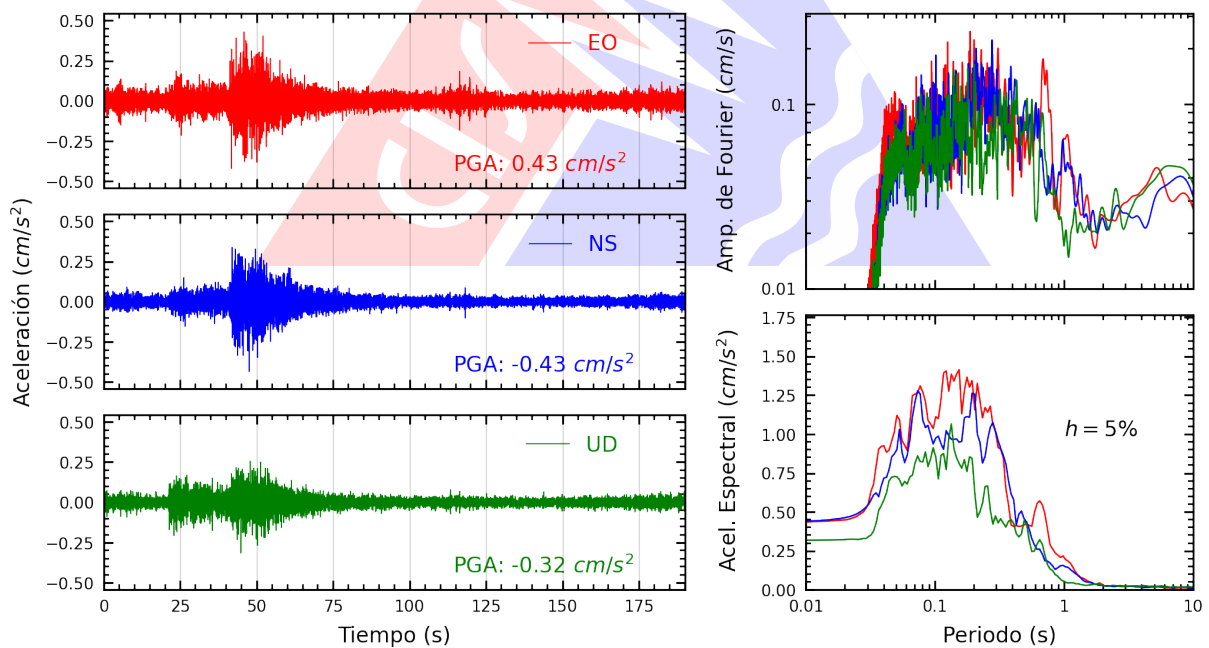 Aceleración (cm/s²)
0.50
0.25
0.00
−0.25
−0.50
EO
PGA: 0.43 cm/s²
0.50
0.25
0.00
−0.25
−0.50
NS
PGA: -0.43 cm/s²
0.50
0.25
0.00
−0.25
−0.50
UD
PGA: -0.32 cm/s²
0 25 50 75 100 125 150 175
Tiempo (s)
Amp. de Fourier (cm/s)
0.1
0.01
Acel. Espectral (cm/s²)
1.75
1.50
1.25
1.00
0.75
0.50
0.25
0.00
h = 5%
0.01 0.1 1 10
Periodo (s)